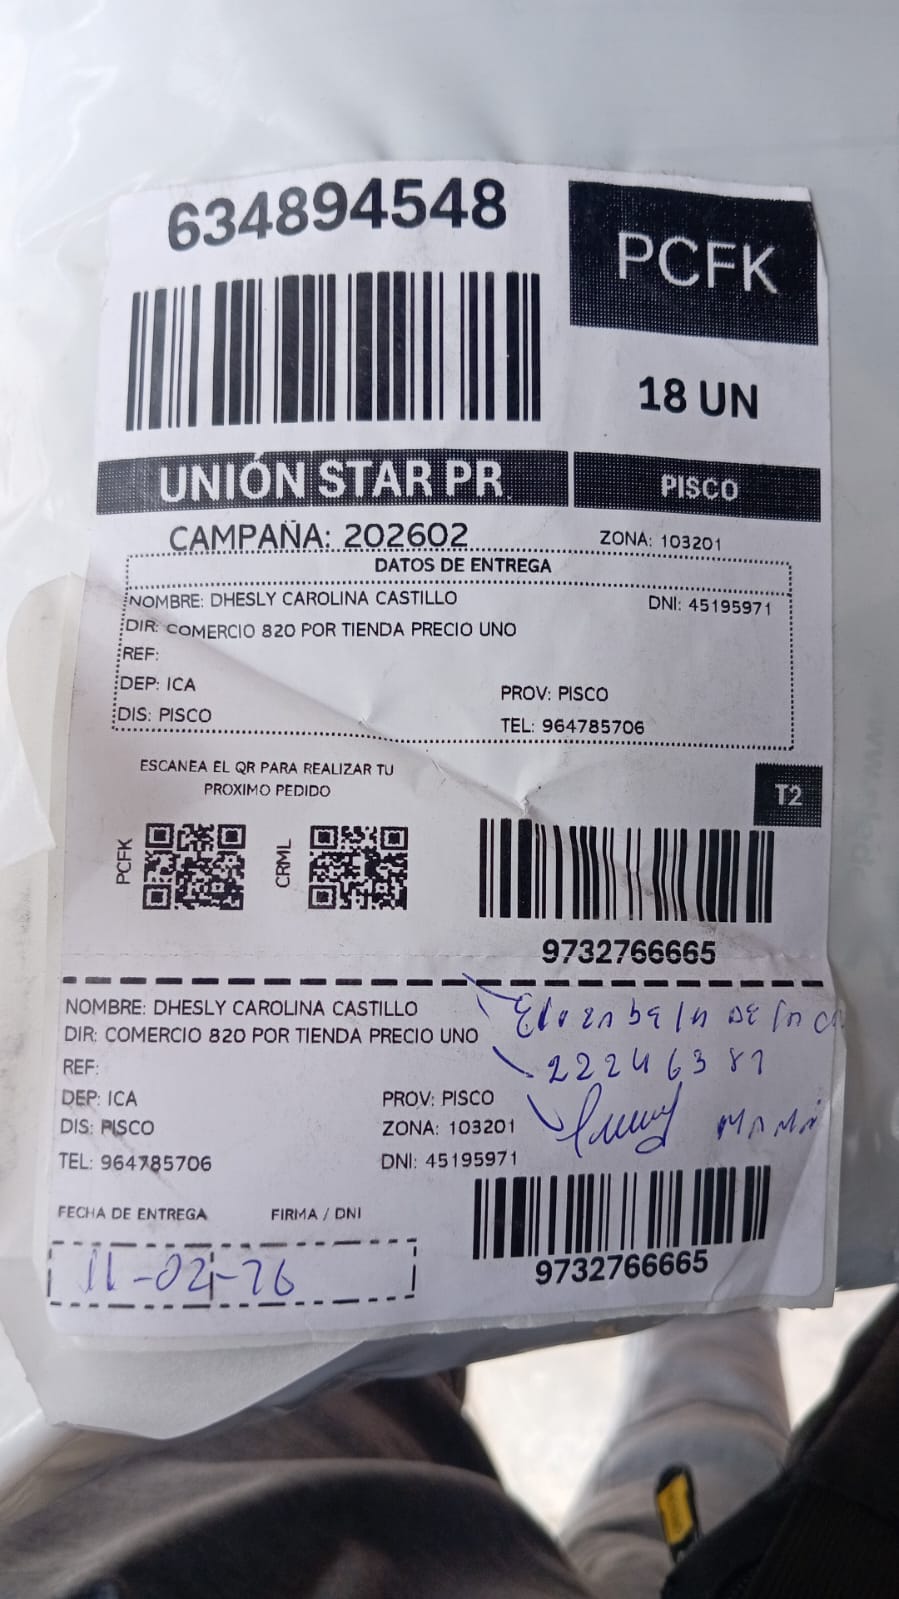 634894548
PCFK
18 UN
UNIÓN STAR PR
PISCO
CAMPAÑA: 202602
ZONA: 103201
DATOS DE ENTREGA
NOMBRE: DHESLY CAROLINA CASTILLO
DNI: 45195971
DIR: COMERCIO 820 POR TIENDA PRECIO UNO
REF:
DEP: ICA
PROV: PISCO
DIS: PISCO
TEL: 964785706
ESCANEA EL QR PARA REALIZAR TU
PROXIMO PEDIDO
T2
PCFK
CRML
9732766665
NOMBRE: DHESLY CAROLINA CASTILLO
DIR: COMERCIO 820 POR TIENDA PRECIO UNO
REF:
DEP: ICA
PROV: PISCO
DIS: PISCO
ZONA: 103201
TEL: 964785706
DNI: 45195971
22246381
MAMÁ
FECHA DE ENTREGA
FIRMA / DNI
11-02-26
9732766665